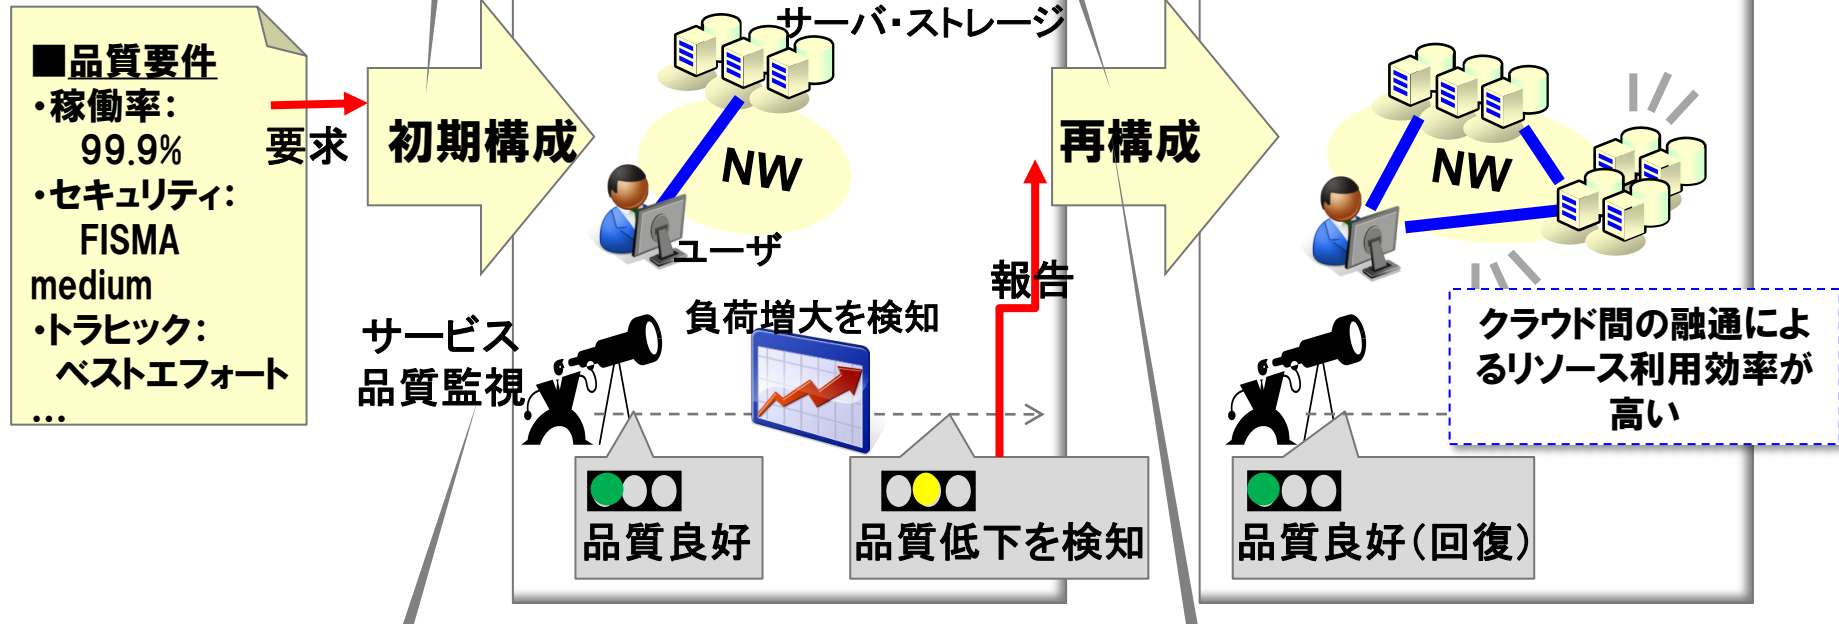 ■品質要件
・稼働率：
99.9%
・セキュリティ：
FISMA
medium
・トラヒック：
ベストエフォート
…
要求
初期構成
サーバ・ストレージ
NW
ユーザ
サービス
品質監視
負荷増大を検知
報告
品質良好
品質低下を検知
再構成
NW
クラウド間の融通によ
るリソース利用効率が
高い
品質良好（回復）